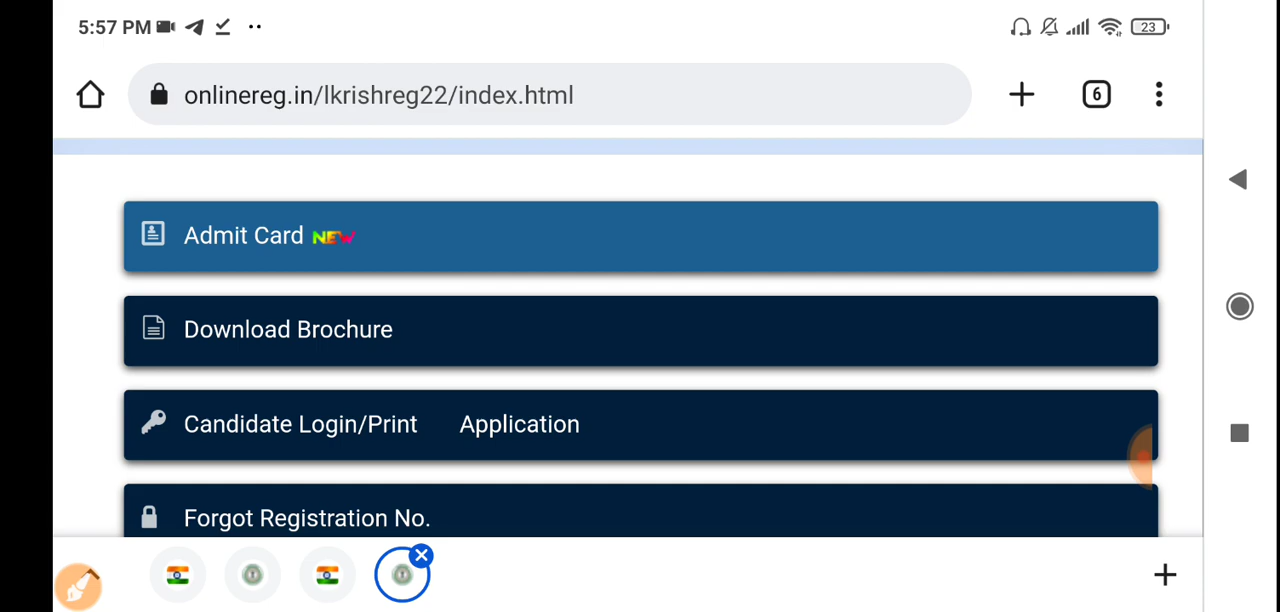 5:57 PM
23
onlinereg.in/lkrishreg22/index.html
6
Admit Card NEW
Download Brochure
Candidate Login/Print Application
Forgot Registration No.